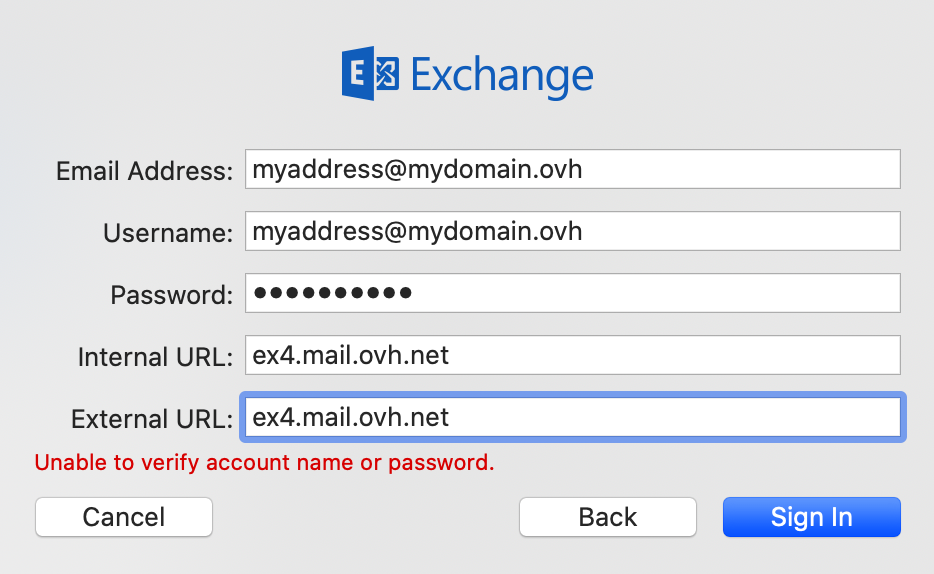 Exchange
Email Address: myaddress@mydomain.ovh
Username: myaddress@mydomain.ovh
Password: ●●●●●●●●●●
Internal URL: ex4.mail.ovh.net
External URL: ex4.mail.ovh.net
Unable to verify account name or password.
Cancel Back Sign In